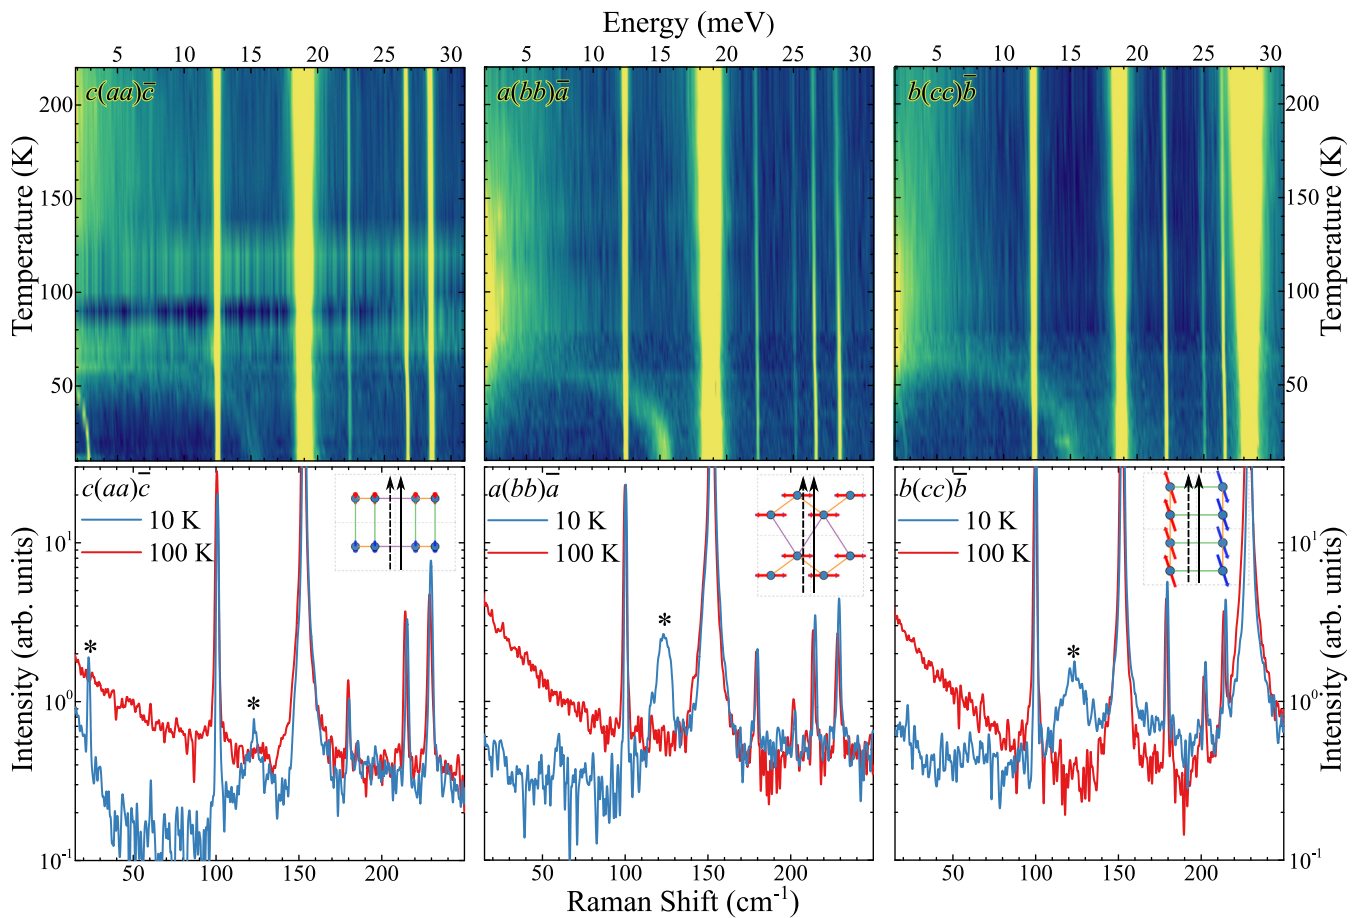 Energy (meV)
5 10 15 20 25 30 5 10 15 20 25 30 5 10 15 20 25 30
c(aa)c̅ a(bb)a̅ b(cc)b̅
Temperature (K)
200
150
100
50
200
150
100
50
Temperature (K)
c(aa)c̅
10 K
100 K
*
*
a(bb)a̅
10 K
100 K
*
b(cc)b̅
10 K
100 K
*
Intensity (arb. units)
10¹
10⁰
10⁻¹
10¹
10⁰
10⁻¹
Intensity (arb. units)
50 100 150 200 50 100 150 200 50 100 150 200
Raman Shift (cm⁻¹)